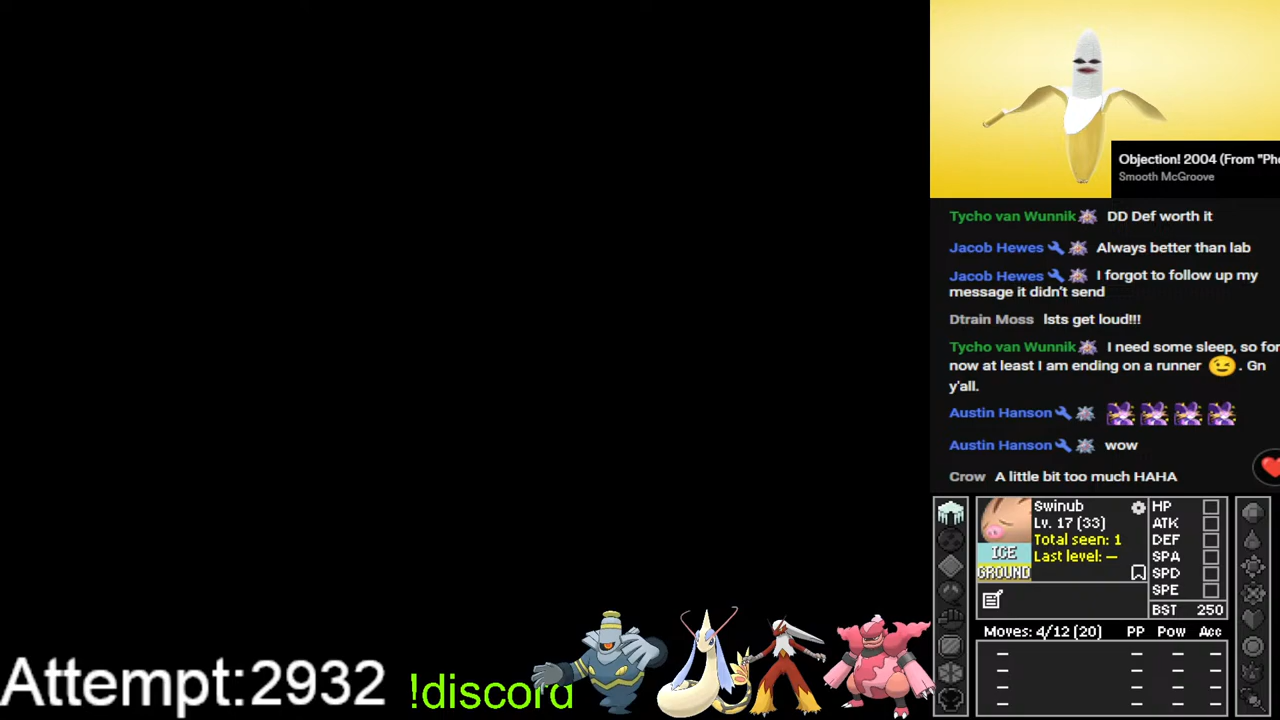 Objection! 2004 (From "Pho
Smooth McGroove
Tycho van Wunnik DD Def worth it
Jacob Hewes Always better than lab
Jacob Hewes I forgot to follow up my
message it didn't send
Dtrain Moss lsts get loud!!!
Tycho van Wunnik I need some sleep, so for
now at least I am ending on a runner . Gn
y'all.
Austin Hanson
Austin Hanson wow
Crow A little bit too much HAHA
Swinub
Lv. 17 (33)
Total seen: 1
Last level: —
ICE
GROUND
HP
ATK
DEF
SPA
SPD
SPE
BST 250
Moves: 4/12 (20) PP Pow Acc
— — — —
— — — —
— — — —
— — — —
Attempt:2932
!discord